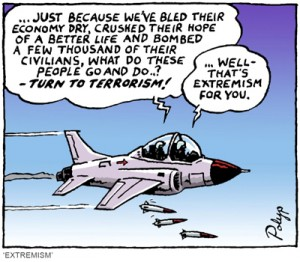 ... JUST BECAUSE WE'VE BLED THEIR
ECONOMY DRY, CRUSHED THEIR HOPE
OF A BETTER LIFE AND BOMBED
A FEW THOUSAND OF THEIR
CIVILIANS, WHAT DO THESE
PEOPLE GO AND DO..?
- TURN TO TERRORISM!
... WELL-
THAT'S
EXTREMISM
FOR YOU.
Polyp
'EXTREMISM'